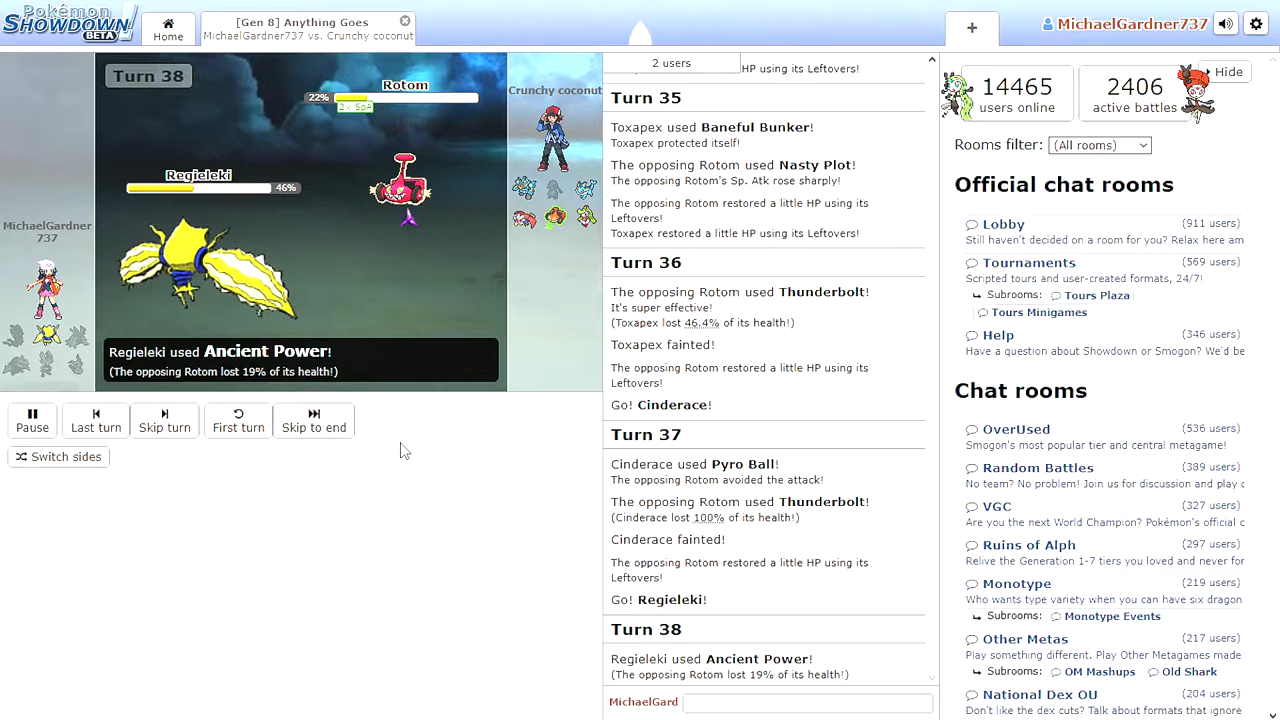 Pokémon
SHOWDOWN!
BETA
Home
[Gen 8] Anything Goes
MichaelGardner737 vs. Crunchy coconut
+
MichaelGardner737
Turn 38
Rotom
22%
2x SpA
Regieleki
46%
MichaelGardner
737
Crunchy coconut
Regieleki used Ancient Power!
(The opposing Rotom lost 19% of its health!)
Pause
Last turn
Skip turn
First turn
Skip to end
Switch sides
2 users
HP using its Leftovers!
Turn 35
Toxapex used Baneful Bunker!
Toxapex protected itself!
The opposing Rotom used Nasty Plot!
The opposing Rotom's Sp. Atk rose sharply!
The opposing Rotom restored a little HP using its
Leftovers!
Toxapex restored a little HP using its Leftovers!
Turn 36
The opposing Rotom used Thunderbolt!
It's super effective!
(Toxapex lost 46.4% of its health!)
Toxapex fainted!
The opposing Rotom restored a little HP using its
Leftovers!
Go! Cinderace!
Turn 37
Cinderace used Pyro Ball!
The opposing Rotom avoided the attack!
The opposing Rotom used Thunderbolt!
(Cinderace lost 100% of its health!)
Cinderace fainted!
The opposing Rotom restored a little HP using its
Leftovers!
Go! Regieleki!
Turn 38
Regieleki used Ancient Power!
(The opposing Rotom lost 19% of its health!)
MichaelGard
14465
users online
2406
active battles
Hide
Rooms filter: (All rooms)
Official chat rooms
Lobby (911 users)
Still haven't decided on a room for you? Relax here am
Tournaments (569 users)
Scripted tours and user-created formats, 24/7!
Subrooms: Tours Plaza
Tours Minigames
Help (346 users)
Have a question about Showdown or Smogon? We'd be
Chat rooms
OverUsed (536 users)
Smogon's most popular tier and central metagame!
Random Battles (389 users)
No team? No problem! Join us for discussion and play c
VGC (327 users)
Are you the next World Champion? Pokémon's official c
Ruins of Alph (297 users)
Relive the Generation 1-7 tiers you loved and never for
Monotype (219 users)
Who wants type variety when you can have six dragon
Subrooms: Monotype Events
Other Metas (217 users)
Play something different. Play Other Metagames made
Subrooms: OM Mashups Old Shark
National Dex OU (204 users)
Don't like the dex cuts? Talk about formats that ignore